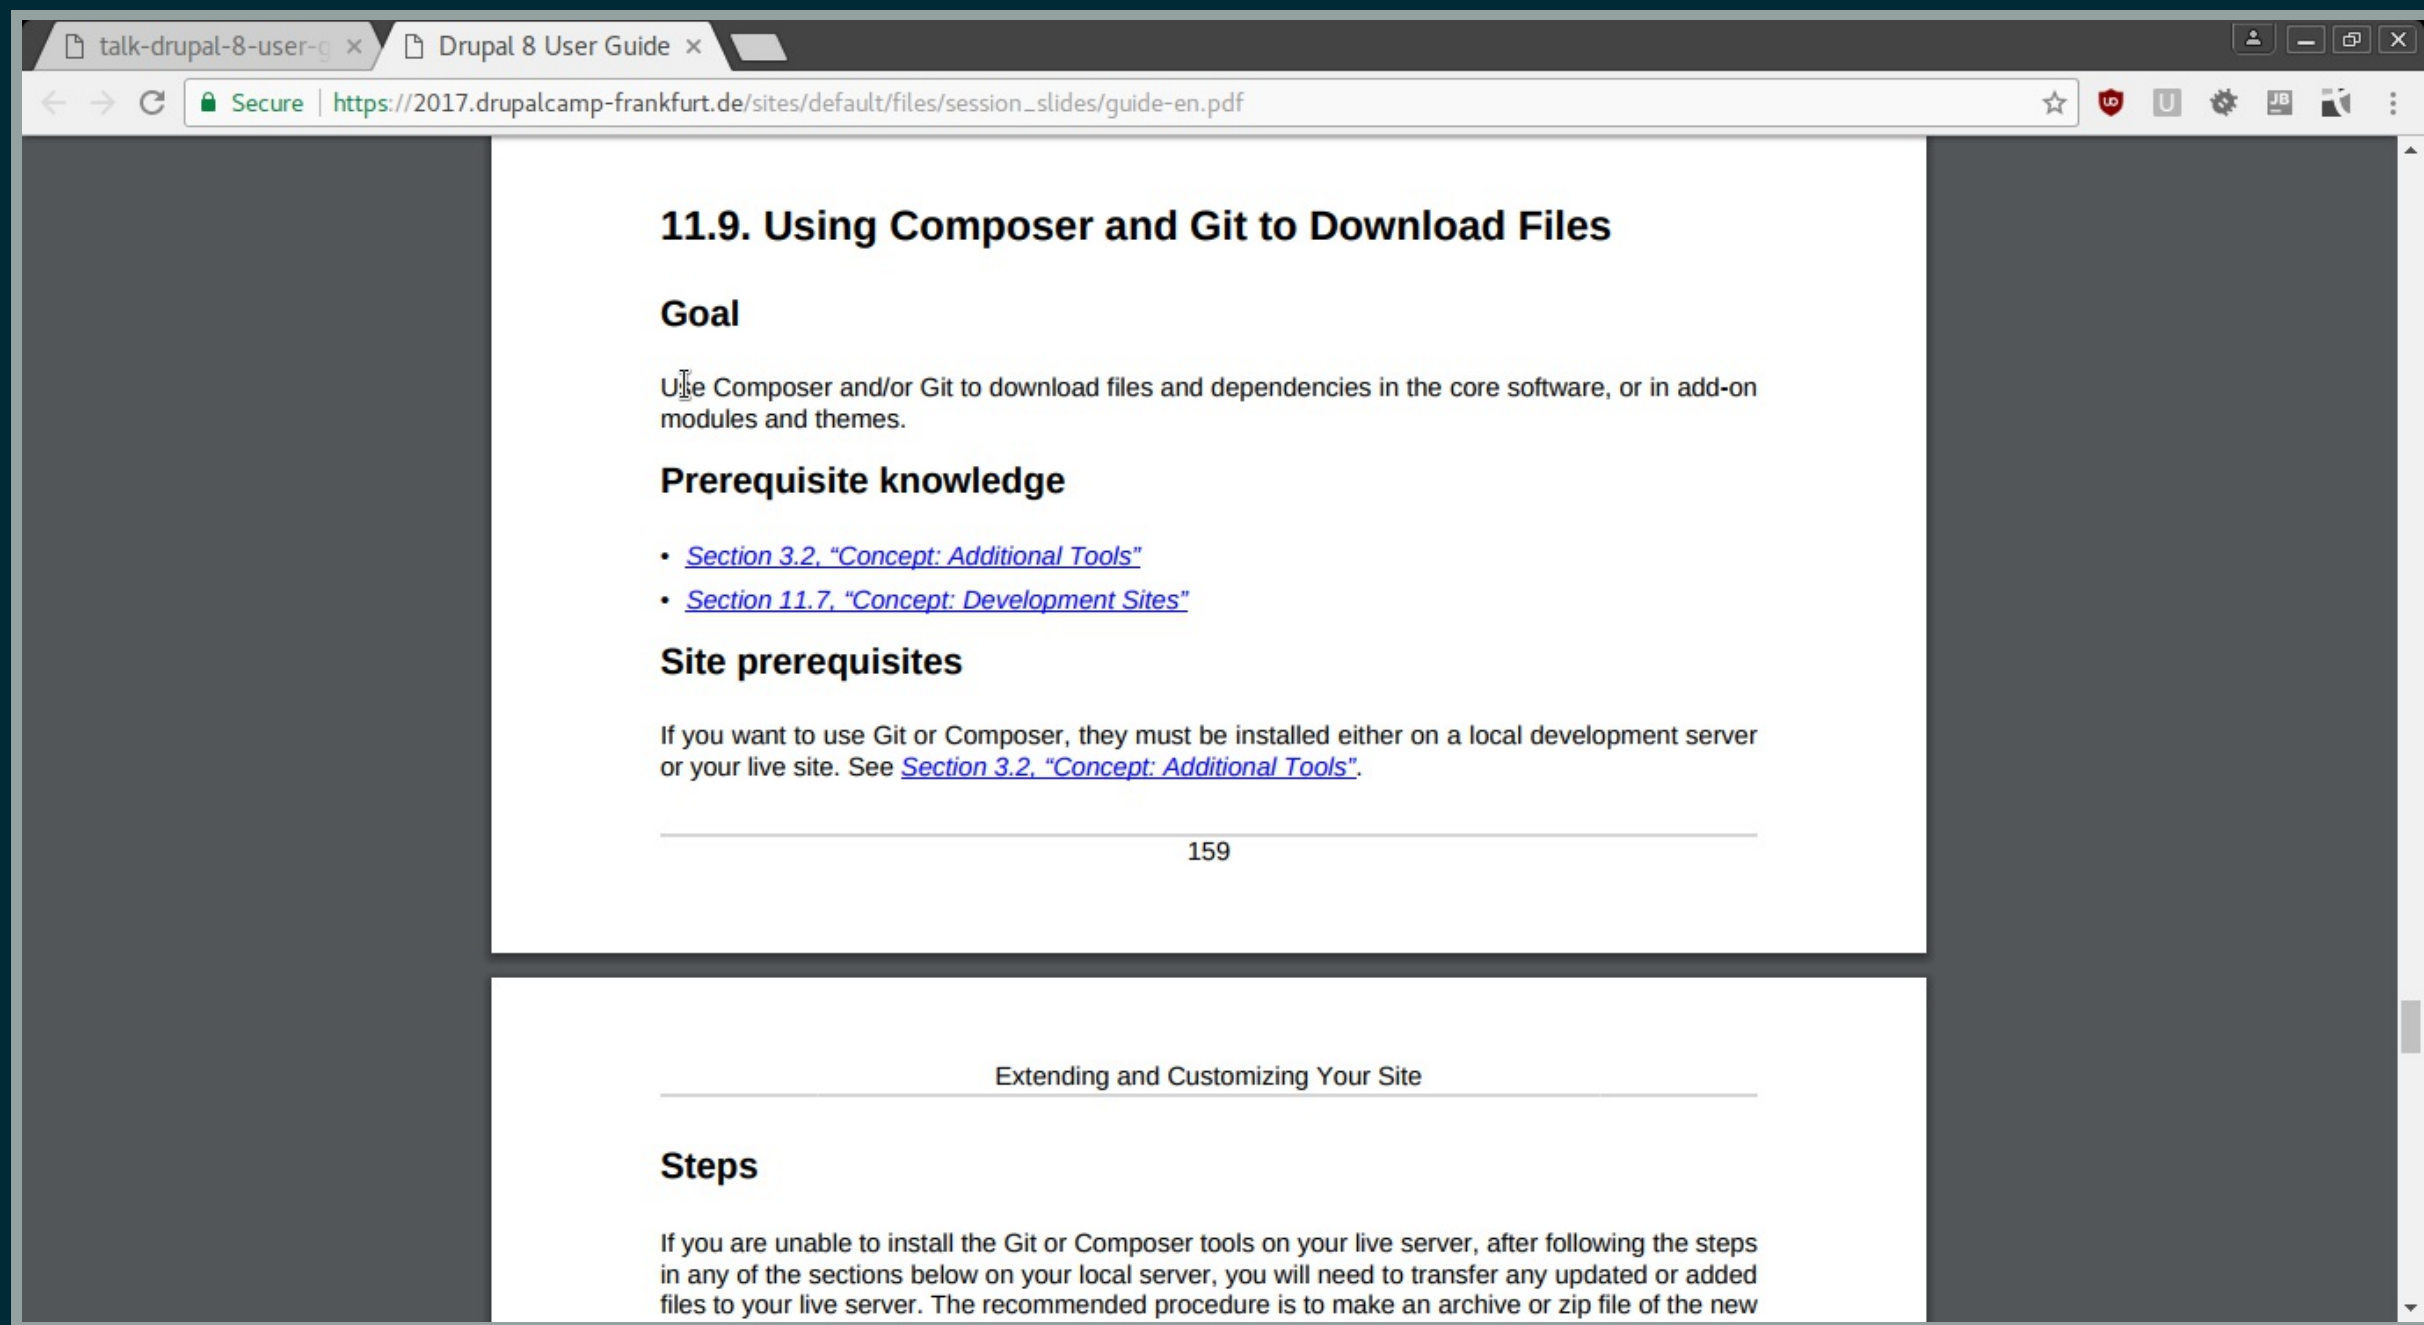 talk-drupal-8-user-g
Drupal 8 User Guide
Secure
https://2017.drupalcamp-frankfurt.de/sites/default/files/session_slides/guide-en.pdf
U
JB
11.9. Using Composer and Git to Download Files
Goal
Use Composer and/or Git to download files and dependencies in the core software, or in add-on
modules and themes.
Prerequisite knowledge
• Section 3.2, “Concept: Additional Tools”
• Section 11.7, “Concept: Development Sites”
Site prerequisites
If you want to use Git or Composer, they must be installed either on a local development server
or your live site. See Section 3.2, “Concept: Additional Tools”.
159
Extending and Customizing Your Site
Steps
If you are unable to install the Git or Composer tools on your live server, after following the steps
in any of the sections below on your local server, you will need to transfer any updated or added
files to your live server. The recommended procedure is to make an archive or zip file of the new